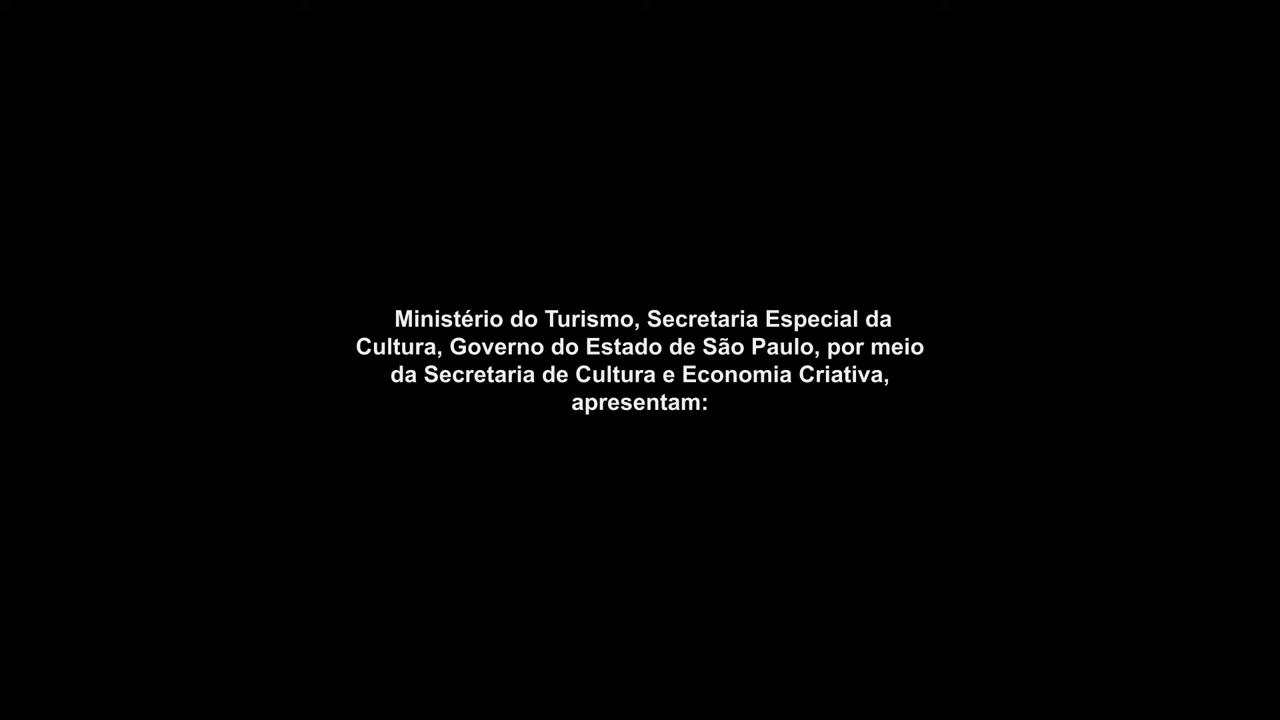 Ministério do Turismo, Secretaria Especial da
Cultura, Governo do Estado de São Paulo, por meio
da Secretaria de Cultura e Economia Criativa,
apresentam: